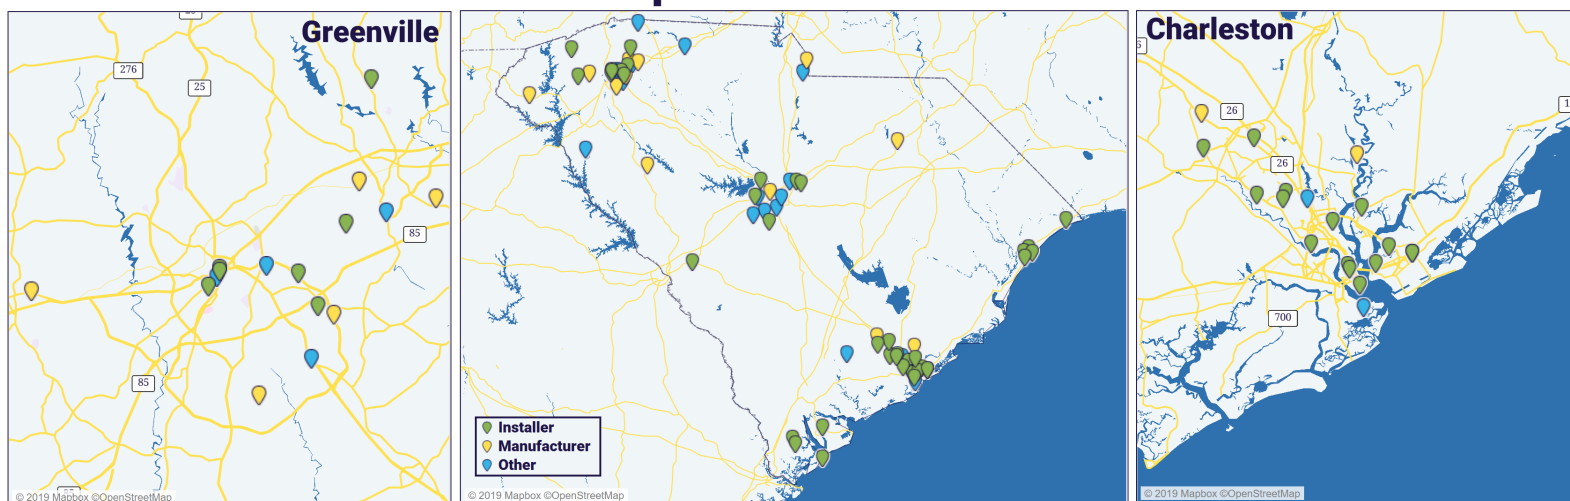 Greenville
276
25
85
85
© 2019 Mapbox ©OpenStreetMap
Installer
Manufacturer
Other
© 2019 Mapbox ©OpenStreetMap
Charleston
26
26
700
© 2019 Mapbox ©OpenStreetMap